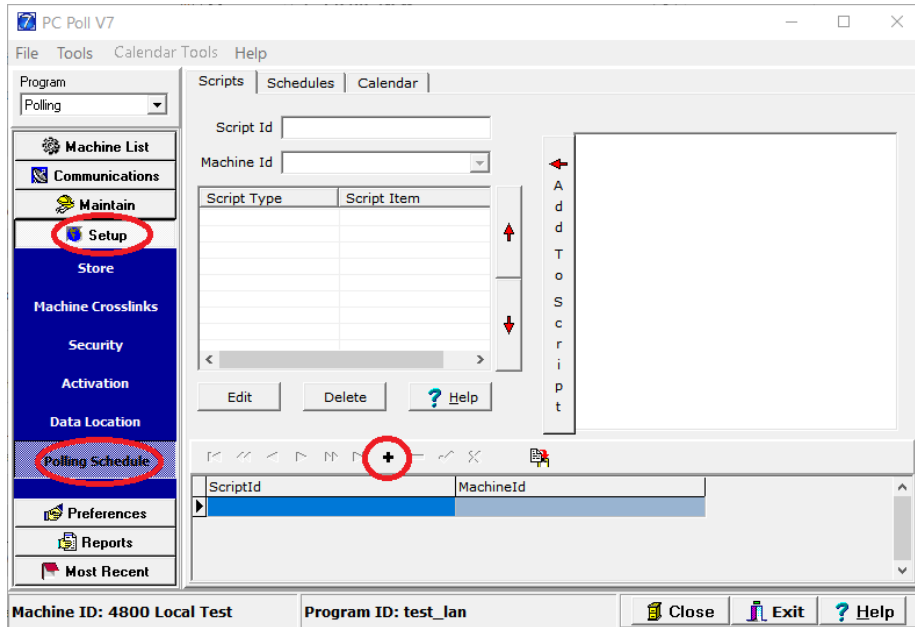 PC Poll V7
File Tools Calendar Tools Help
Program
Polling
Machine List
Communications
Maintain
Setup
Store
Machine Crosslinks
Security
Activation
Data Location
Polling Schedule
Preferences
Reports
Most Recent
Scripts Schedules Calendar
Script Id
Machine Id
Script Type Script Item
Add To Script
Edit Delete ? Help
ScriptId MachineId
Machine ID: 4800 Local Test Program ID: test_lan Close Exit ? Help